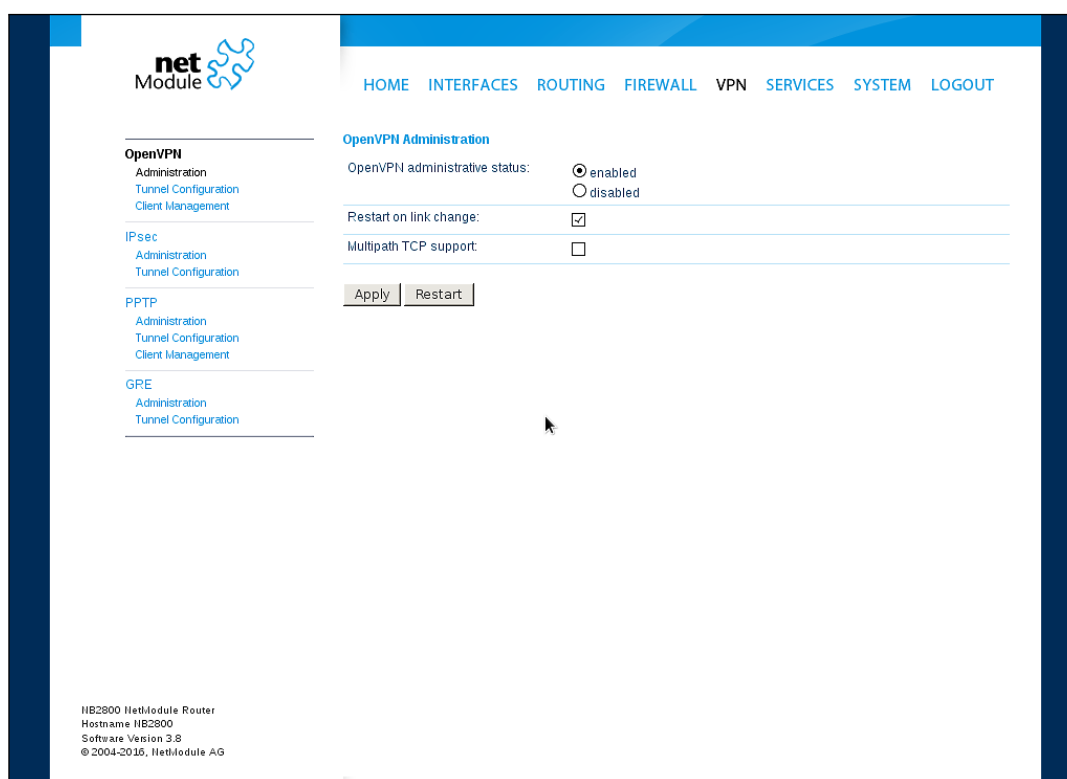 net
Module
HOME INTERFACES ROUTING FIREWALL VPN SERVICES SYSTEM LOGOUT
OpenVPN
Administration
Tunnel Configuration
Client Management
IPsec
Administration
Tunnel Configuration
PPTP
Administration
Tunnel Configuration
Client Management
GRE
Administration
Tunnel Configuration
OpenVPN Administration
OpenVPN administrative status:
enabled
disabled
Restart on link change:
Multipath TCP support:
Apply Restart
NB2800 NetModule Router
Hostname NB2800
Software Version 3.8
© 2004-2016, NetModule AG